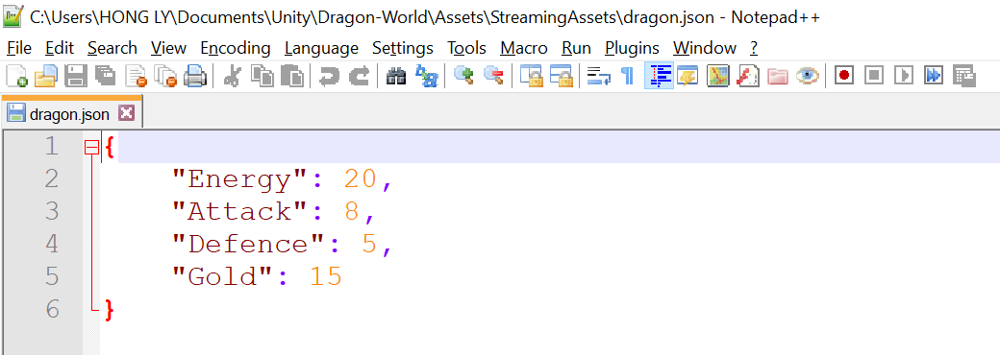 C:\Users\HONG LY\Documents\Unity\Dragon-World\Assets\StreamingAssets\dragon.json - Notepad++
File Edit Search View Encoding Language Settings Tools Macro Run Plugins Window ?
dragon.json
1 {
2 "Energy": 20,
3 "Attack": 8,
4 "Defence": 5,
5 "Gold": 15
6 }